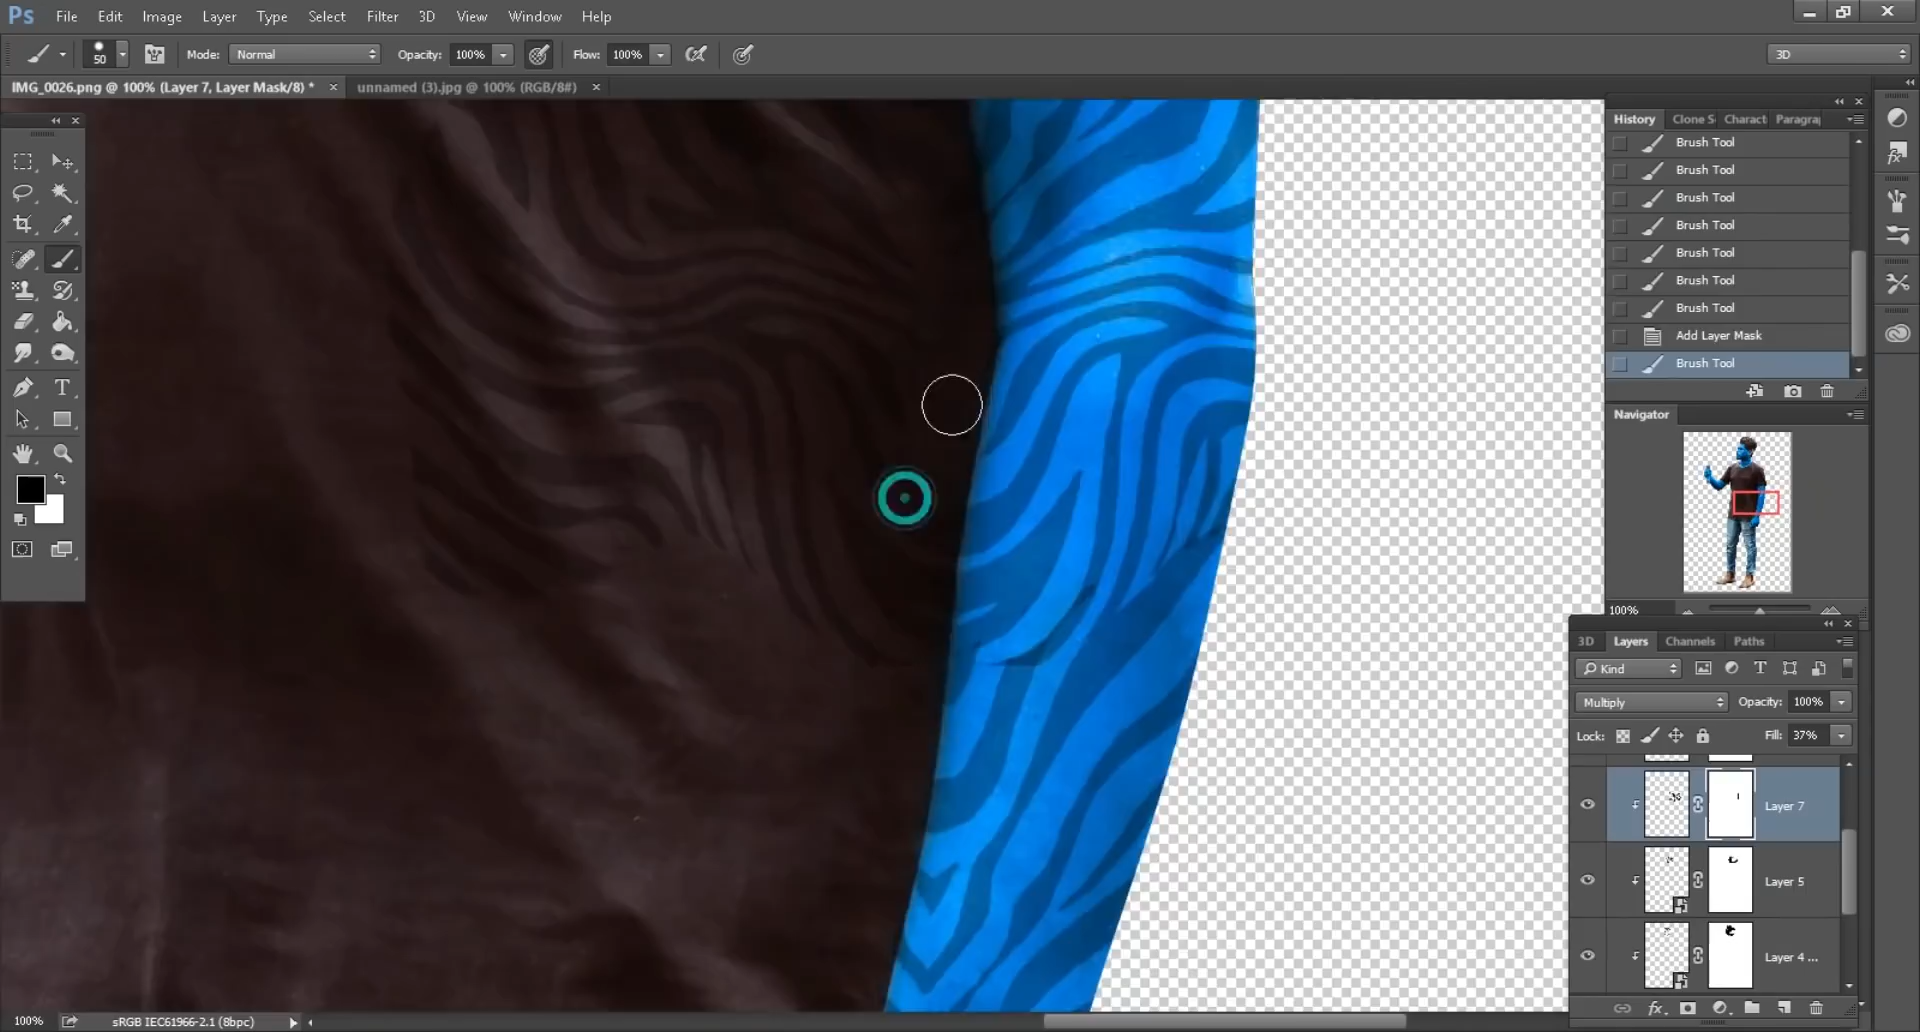 Ps File Edit Image Layer Type Select Filter 3D View Window Help
50 Mode: Normal Opacity: 100% Flow: 100% 3D
IMG_0026.png @ 100% (Layer 7, Layer Mask/8) * × unnamed (3).jpg @ 100% (RGB/8#) ×
History Clone S Charact Paragra
Brush Tool
Brush Tool
Brush Tool
Brush Tool
Brush Tool
Brush Tool
Brush Tool
Add Layer Mask
Brush Tool
Navigator
100%
3D Layers Channels Paths
Kind
Multiply Opacity: 100%
Lock: Fill: 37%
Layer 7
Layer 5
Layer 4 ...
100% sRGB IEC61966-2.1 (8bpc)